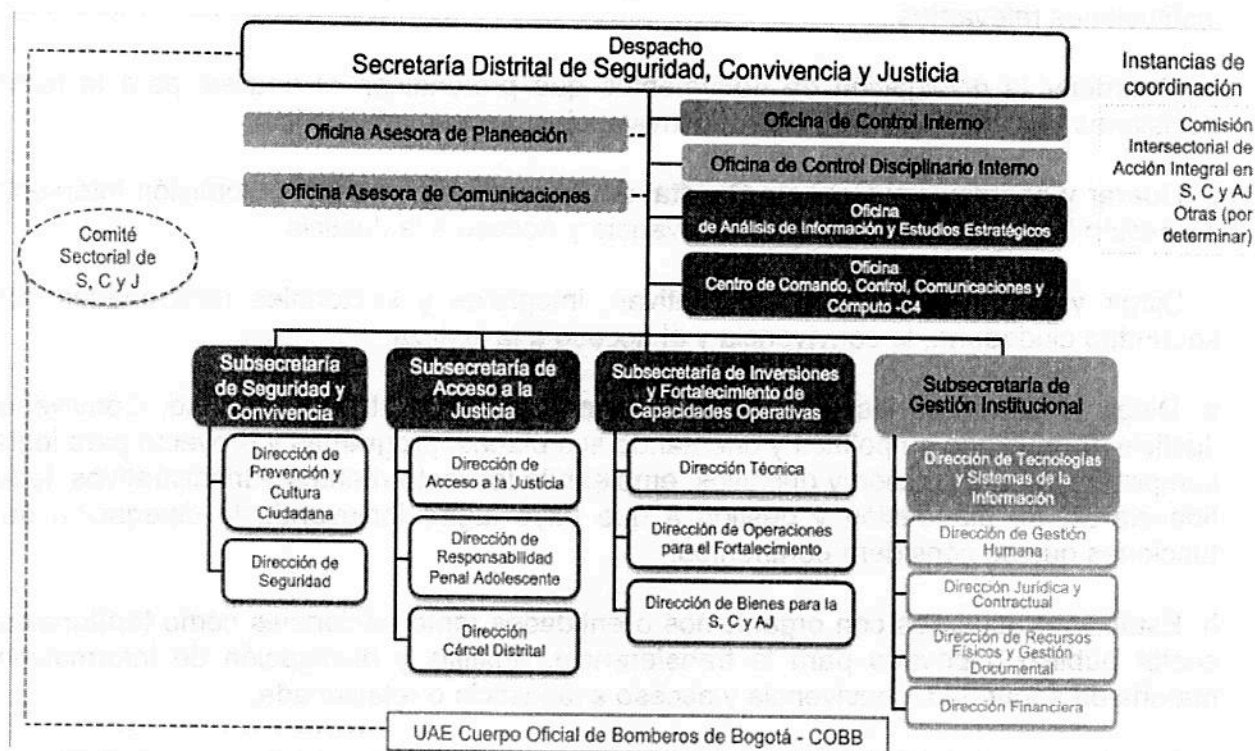 Despacho
Secretaría Distrital de Seguridad, Convivencia y Justicia
Instancias de
coordinación
Comisión
Intersectorial de
Acción Integral en
S, C y AJ
Otras (por
determinar)
Oficina Asesora de Planeación
Oficina de Control Interno
Oficina de Control Disciplinario Interno
Oficina Asesora de Comunicaciones
Oficina
de Análisis de Información y Estudios Estratégicos
Comité
Sectorial de
S, C y J
Oficina
Centro de Comando, Control, Comunicaciones y
Cómputo -C4
Subsecretaría
de Seguridad y
Convivencia
Dirección de
Prevención y
Cultura
Ciudadana
Dirección de
Seguridad
Subsecretaría de
Acceso a la
Justicia
Dirección de
Acceso a la Justicia
Dirección de
Responsabilidad
Penal Adolescente
Dirección
Cárcel Distrital
Subsecretaría de Inversiones
y Fortalecimiento de
Capacidades Operativas
Dirección Técnica
Dirección de Operaciones
para el Fortalecimiento
Dirección de Bienes para la
S, C y AJ
Subsecretaría de
Gestión Institucional
Dirección de Tecnologías
y Sistemas de la
Información
Dirección de Gestión
Humana
Dirección Jurídica y
Contractual
Dirección de Recursos
Físicos y Gestión
Documental
Dirección Financiera
UAE Cuerpo Oficial de Bomberos de Bogotá - COBB